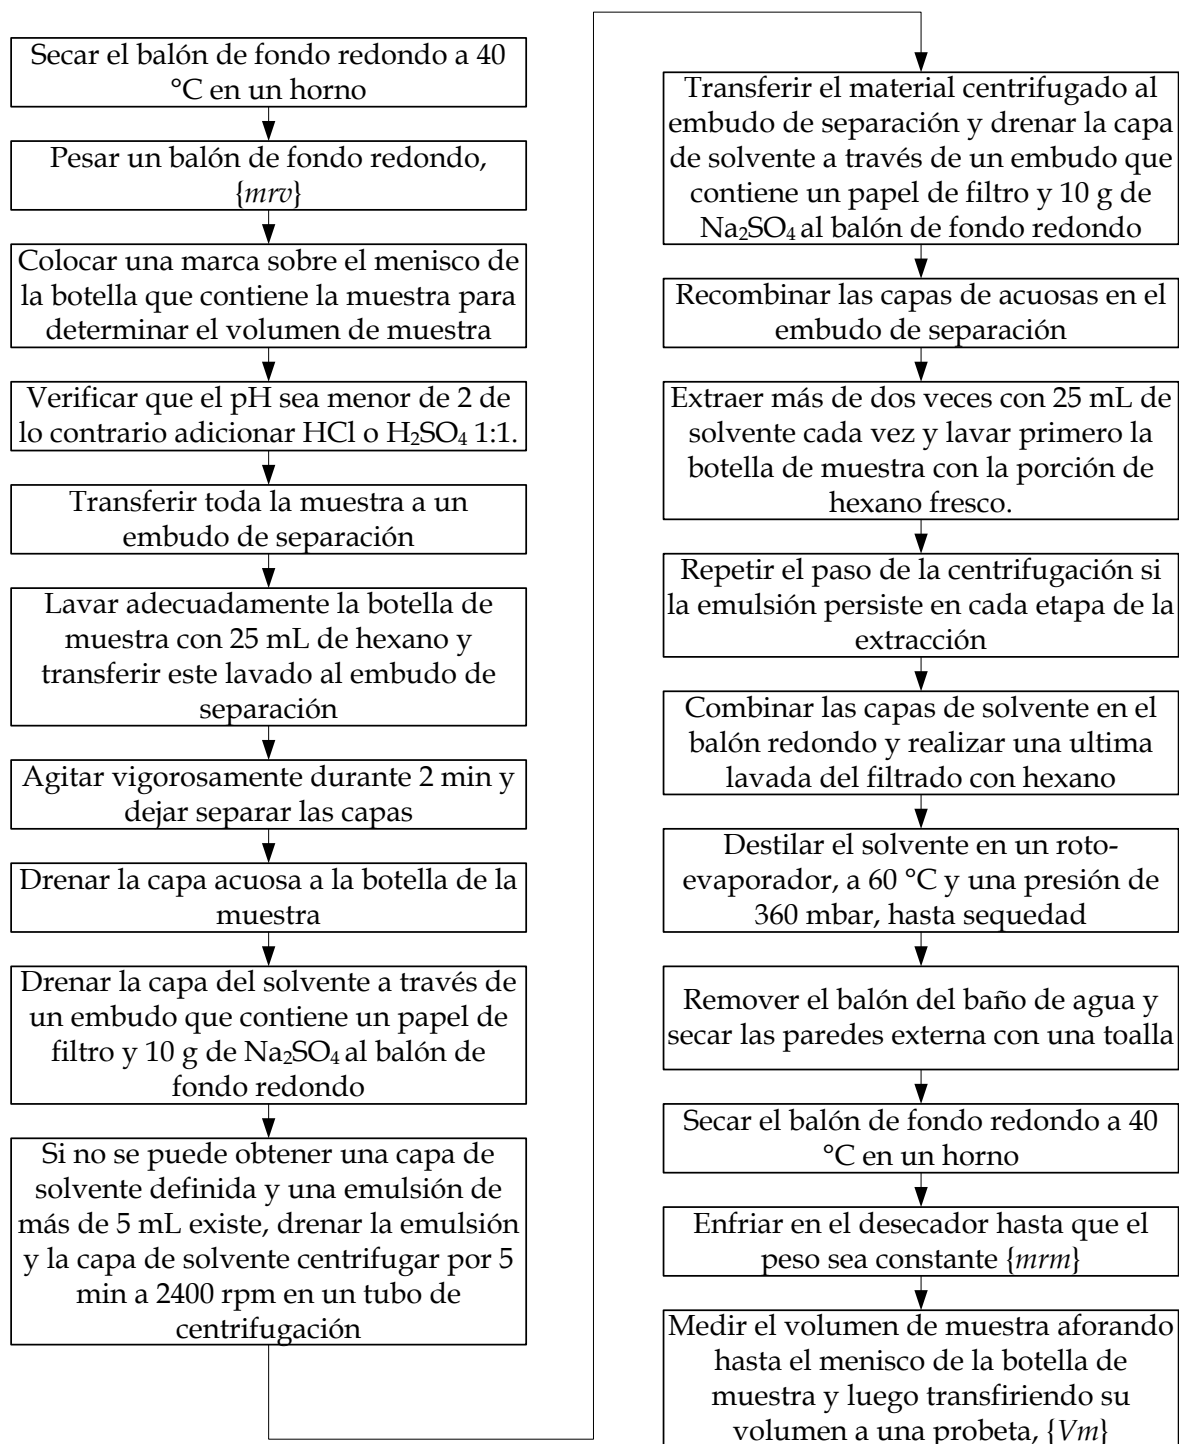 Secar el balón de fondo redondo a 40
°C en un horno
Pesar un balón de fondo redondo,
{mrv}
Colocar una marca sobre el menisco de
la botella que contiene la muestra para
determinar el volumen de muestra
Verificar que el pH sea menor de 2 de
lo contrario adicionar HCl o H₂SO₄ 1:1.
Transferir toda la muestra a un
embudo de separación
Lavar adecuadamente la botella de
muestra con 25 mL de hexano y
transferir este lavado al embudo de
separación
Agitar vigorosamente durante 2 min y
dejar separar las capas
Drenar la capa acuosa a la botella de la
muestra
Drenar la capa del solvente a través de
un embudo que contiene un papel de
filtro y 10 g de Na₂SO₄ al balón de
fondo redondo
Si no se puede obtener una capa de
solvente definida y una emulsión de
más de 5 mL existe, drenar la emulsión
y la capa de solvente centrifugar por 5
min a 2400 rpm en un tubo de
centrifugación
Transferir el material centrifugado al
embudo de separación y drenar la capa
de solvente a través de un embudo que
contiene un papel de filtro y 10 g de
Na₂SO₄ al balón de fondo redondo
Recombinar las capas de acuosas en el
embudo de separación
Extraer más de dos veces con 25 mL de
solvente cada vez y lavar primero la
botella de muestra con la porción de
hexano fresco.
Repetir el paso de la centrifugación si
la emulsión persiste en cada etapa de la
extracción
Combinar las capas de solvente en el
balón redondo y realizar una ultima
lavada del filtrado con hexano
Destilar el solvente en un roto-
evaporador, a 60 °C y una presión de
360 mbar, hasta sequedad
Remover el balón del baño de agua y
secar las paredes externa con una toalla
Secar el balón de fondo redondo a 40
°C en un horno
Enfriar en el desecador hasta que el
peso sea constante {mrm}
Medir el volumen de muestra aforando
hasta el menisco de la botella de
muestra y luego transfiriendo su
volumen a una probeta, {Vm}